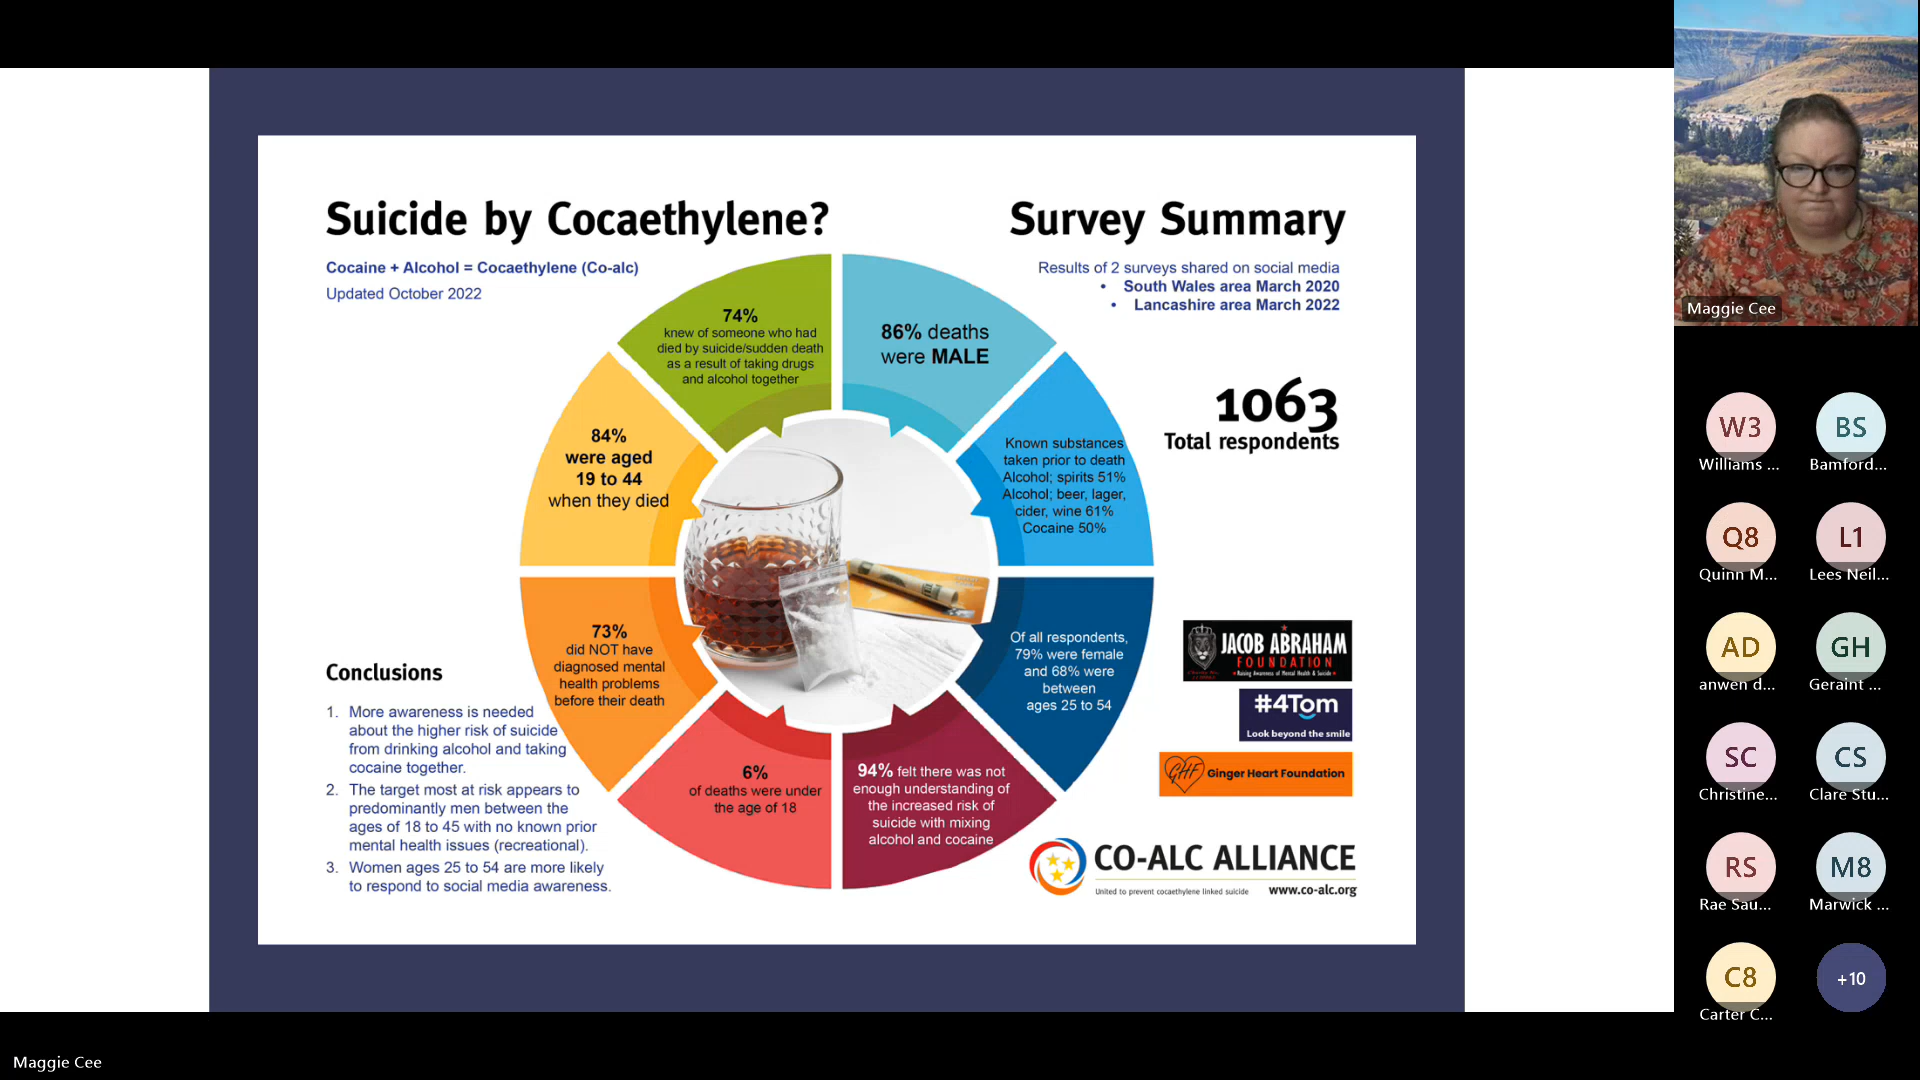 Suicide by Cocaethylene?
Cocaine + Alcohol = Cocaethylene (Co-alc)
Updated October 2022
Survey Summary
Results of 2 surveys shared on social media
• South Wales area March 2020
• Lancashire area March 2022
1063
Total respondents
74%
knew of someone who had
died by suicide/sudden death
as a result of taking drugs
and alcohol together
86% deaths
were MALE
Known substances
taken prior to death
Alcohol; spirits 51%
Alcohol; beer, lager,
cider, wine 61%
Cocaine 50%
Of all respondents,
79% were female
and 68% were
between
ages 25 to 54
94% felt there was not
enough understanding of
the increased risk of
suicide with mixing
alcohol and cocaine
6%
of deaths were under
the age of 18
73%
did NOT have
diagnosed mental
health problems
before their death
84%
were aged
19 to 44
when they died
Conclusions
1. More awareness is needed
about the higher risk of suicide
from drinking alcohol and taking
cocaine together.
2. The target most at risk appears to
predominantly men between the
ages of 18 to 45 with no known prior
mental health issues (recreational).
3. Women ages 25 to 54 are more likely
to respond to social media awareness.
JACOB ABRAHAM
FOUNDATION
Raising Awareness of Mental Health & Suicide
#4Tom
Look beyond the smile
GHF Ginger Heart Foundation
CO-ALC ALLIANCE
United to prevent cocaethylene linked suicide www.co-alc.org
Maggie Cee
W3
Williams ...
BS
Bamford...
Q8
Quinn M...
L1
Lees Neil...
AD
anwen d...
GH
Geraint ...
SC
Christine...
CS
Clare Stu...
RS
Rae Sau...
M8
Marwick ...
C8
Carter C...
+10
Maggie Cee